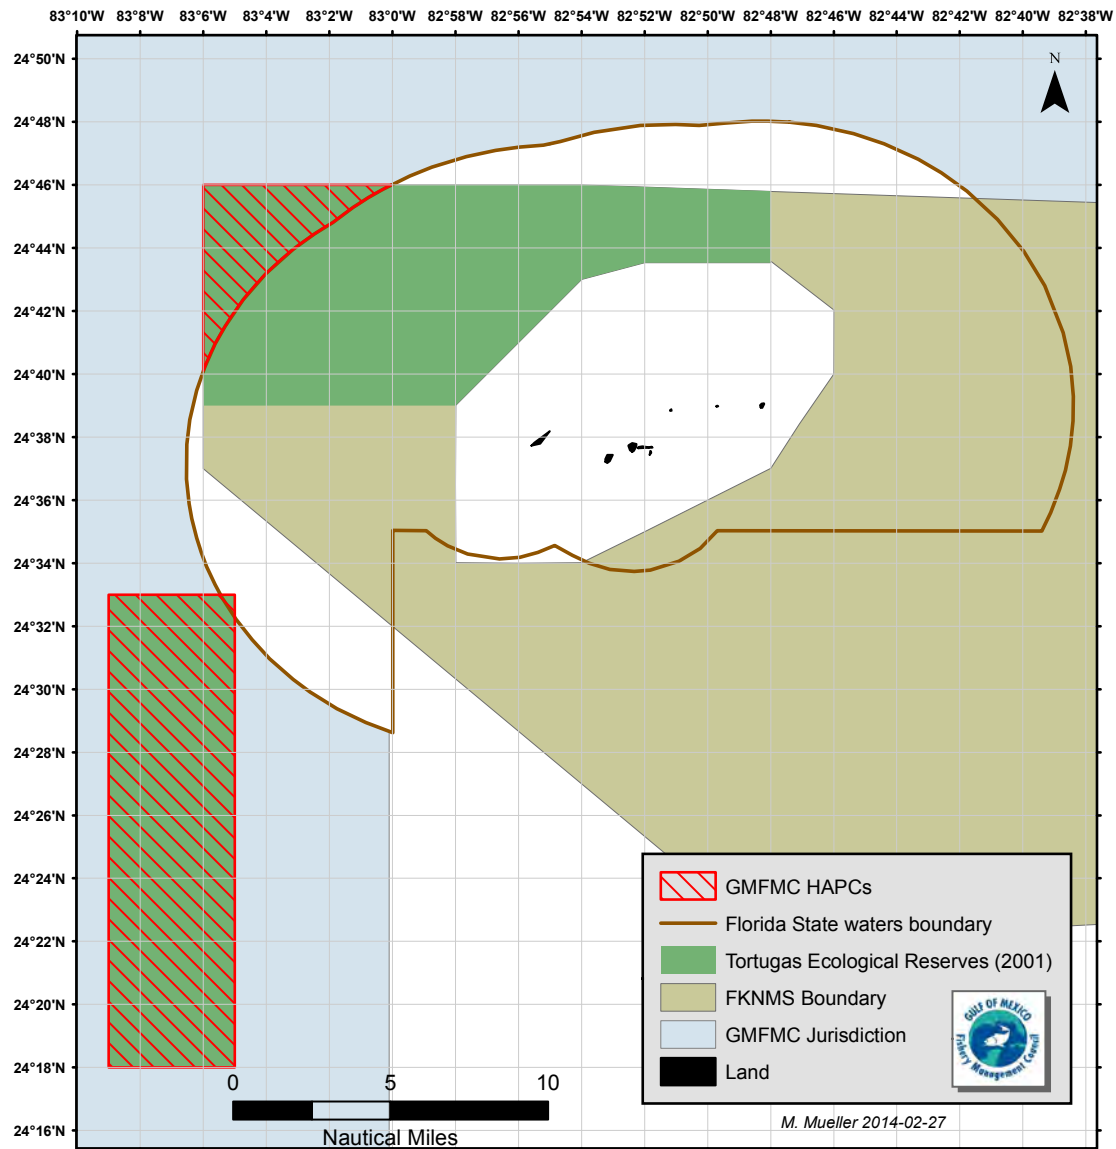 83°10'W 83°8'W 83°6'W 83°4'W 83°2'W 83°0'W 82°58'W 82°56'W 82°54'W 82°52'W 82°50'W 82°48'W 82°46'W 82°44'W 82°42'W 82°40'W 82°38'W
24°50'N
N
24°48'N
24°46'N
24°44'N
24°42'N
24°40'N
24°38'N
24°36'N
24°34'N
24°32'N
24°30'N
24°28'N
24°26'N
24°24'N
24°22'N
24°20'N
24°18'N
24°16'N
GMFMC HAPCs
Florida State waters boundary
Tortugas Ecological Reserves (2001)
FKNMS Boundary
GMFMC Jurisdiction
Land
GULF OF MEXICO
Fishery Management Council
0 5 10
Nautical Miles
M. Mueller 2014-02-27